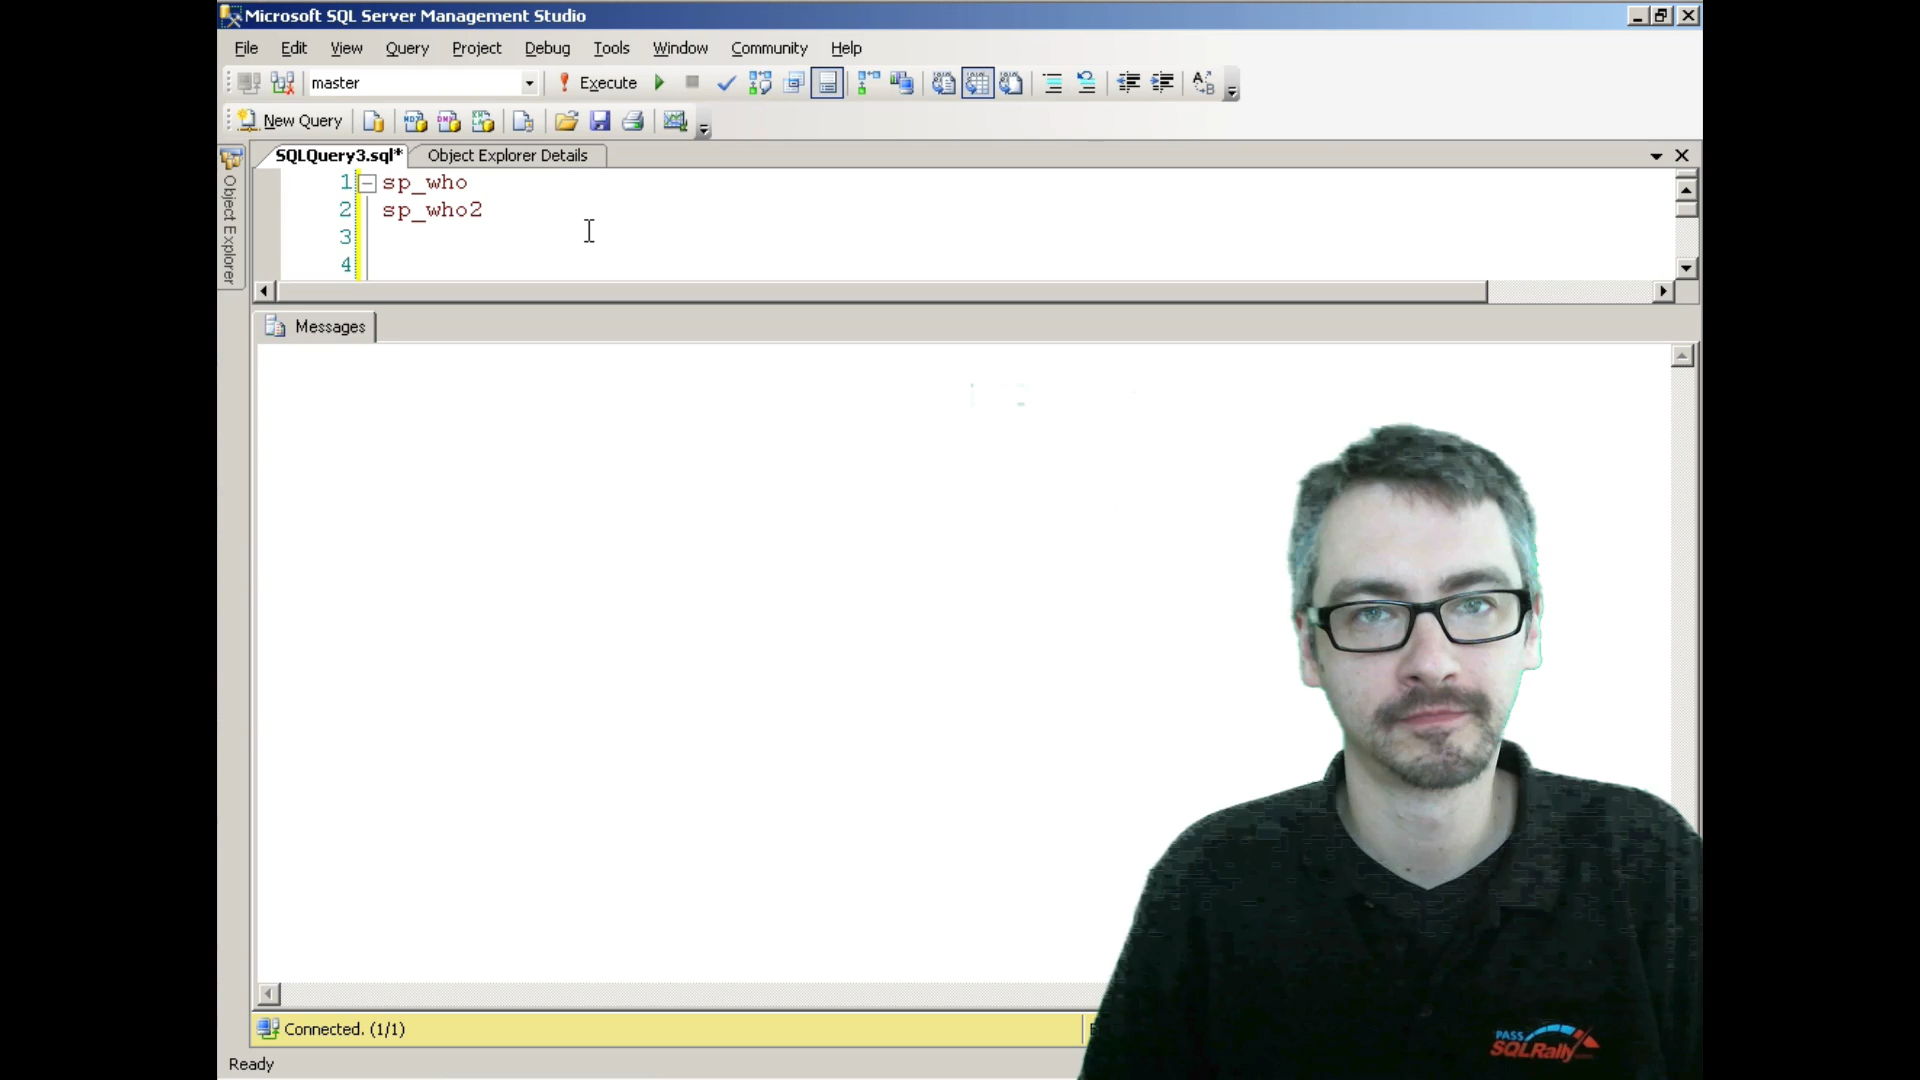 Microsoft SQL Server Management Studio
File Edit View Query Project Debug Tools Window Community Help
master Execute
New Query
SQLQuery3.sql* Object Explorer Details
Object Explorer
1 sp_who
2 sp_who2
3
4
Messages
Connected. (1/1)
Ready
PASS
SQLRally